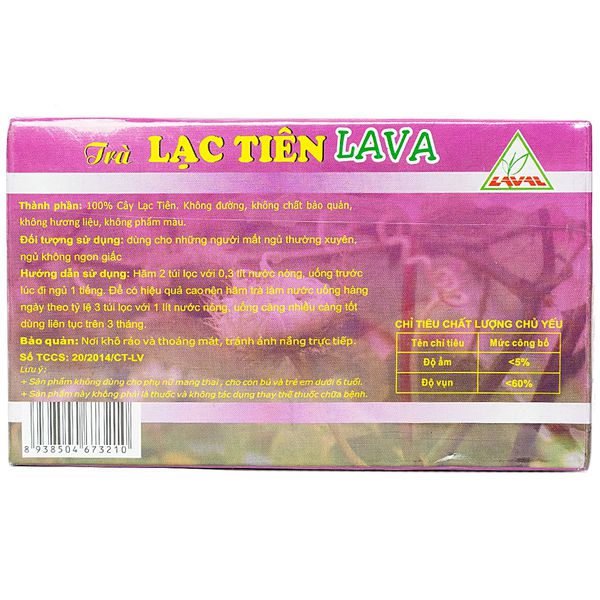 Trà LẠC TIÊN LAVA
LAVAL
Thành phần: 100% Cây Lạc Tiên. Không đường, không chất bảo quản,
không hương liệu, không phẩm màu.
Đối tượng sử dụng: dùng cho những người mất ngủ thường xuyên,
ngủ không ngon giấc
Hướng dẫn sử dụng: Hãm 2 túi lọc với 0,3 lít nước nóng, uống trước
lúc đi ngủ 1 tiếng. Để có hiệu quả cao nên hãm trà làm nước uống hàng
ngày theo tỷ lệ 3 túi lọc với 1 lít nước nóng, uống càng nhiều càng tốt
dùng liên tục trên 3 tháng.
Bảo quản: Nơi khô ráo và thoáng mát, tránh ánh nắng trực tiếp.
Số TCCS: 20/2014/CT-LV
Lưu ý:
+ Sản phẩm không dùng cho phụ nữ mang thai, cho con bú và trẻ em dưới 6 tuổi.
+ Sản phẩm này không phải là thuốc và không tác dụng thay thế thuốc chữa bệnh.
8 938504 673210
CHỈ TIÊU CHẤT LƯỢNG CHỦ YẾU
Tên chỉ tiêu Mức công bố
Độ ẩm <5%
Độ vụn <60%